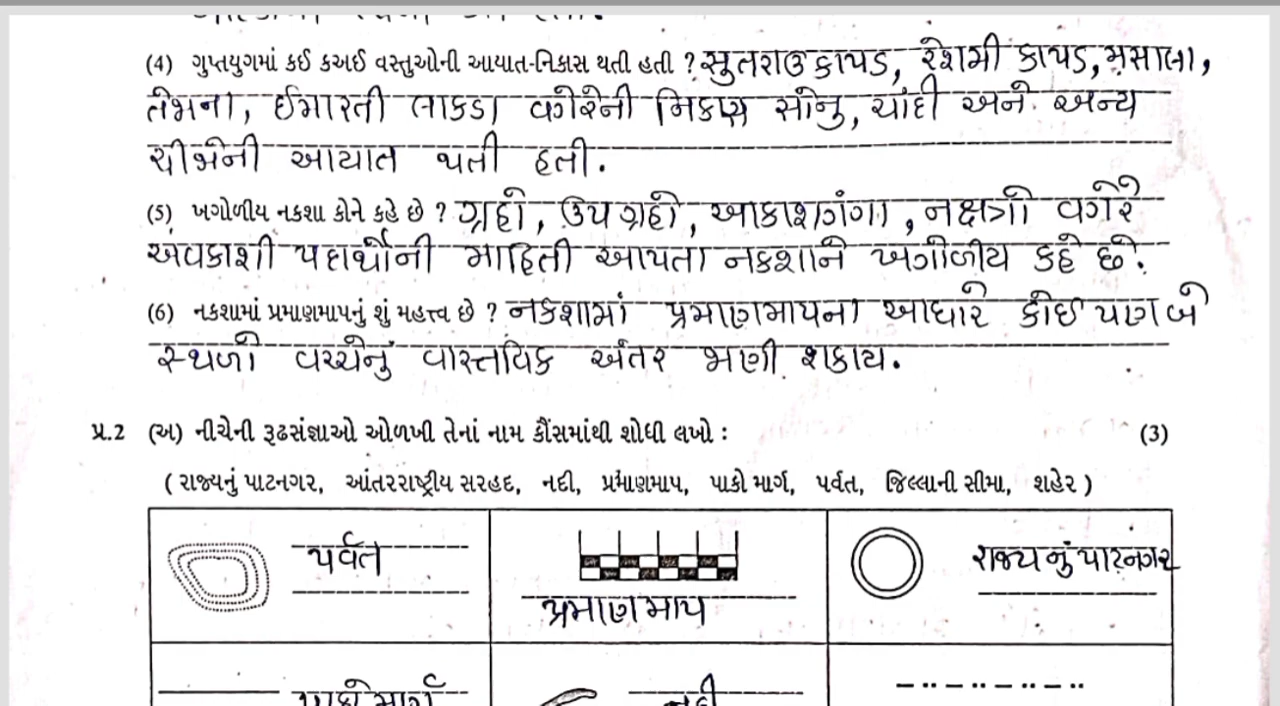 (4) ગુપ્તયુગમાં કઈ કઅઈ વસ્તુઓની આયાત-નિકાસ થતી હતી ? સુતરાઉ કાપડ, રેશમી કાપડ, મસાલા,
તેમના, ઈમારતી લાકડા વગેરેની નિકાસ સોનુ, ચાંદી અને અન્ય
ચીજોની આયાત થતી હતી.
(5) ખગોળીય નકશા કોને કહે છે ? ગ્રહો, ઉપગ્રહો, આકાશગંગા, નક્ષત્રો વગેરે
અવકાશી પદાર્થોની માહિતી આપતા નકશાને ખગોળીય કહે છે.
(6) નકશામાં પ્રમાણમાપનું શું મહત્ત્વ છે ? નકશામાં પ્રમાણમાપના આધારે કોઈ પણ બે
સ્થળો વચ્ચેનું વાસ્તવિક અંતર જાણી શકાય.
પ્ર.2 (અ) નીચેની રૂઢસંજ્ઞાઓ ઓળખી તેનાં નામ કૌંસમાંથી શોધી લખો : (3)
( રાજ્યનું પાટનગર, આંતરરાષ્ટ્રીય સરહદ, નદી, પ્રમાણમાપ, પાકો માર્ગ, પર્વત, જિલ્લાની સીમા, શહેર )
પર્વત
પ્રમાણમાપ
રાજ્યનું પાટનગર
પાકો માર્ગ
નદી